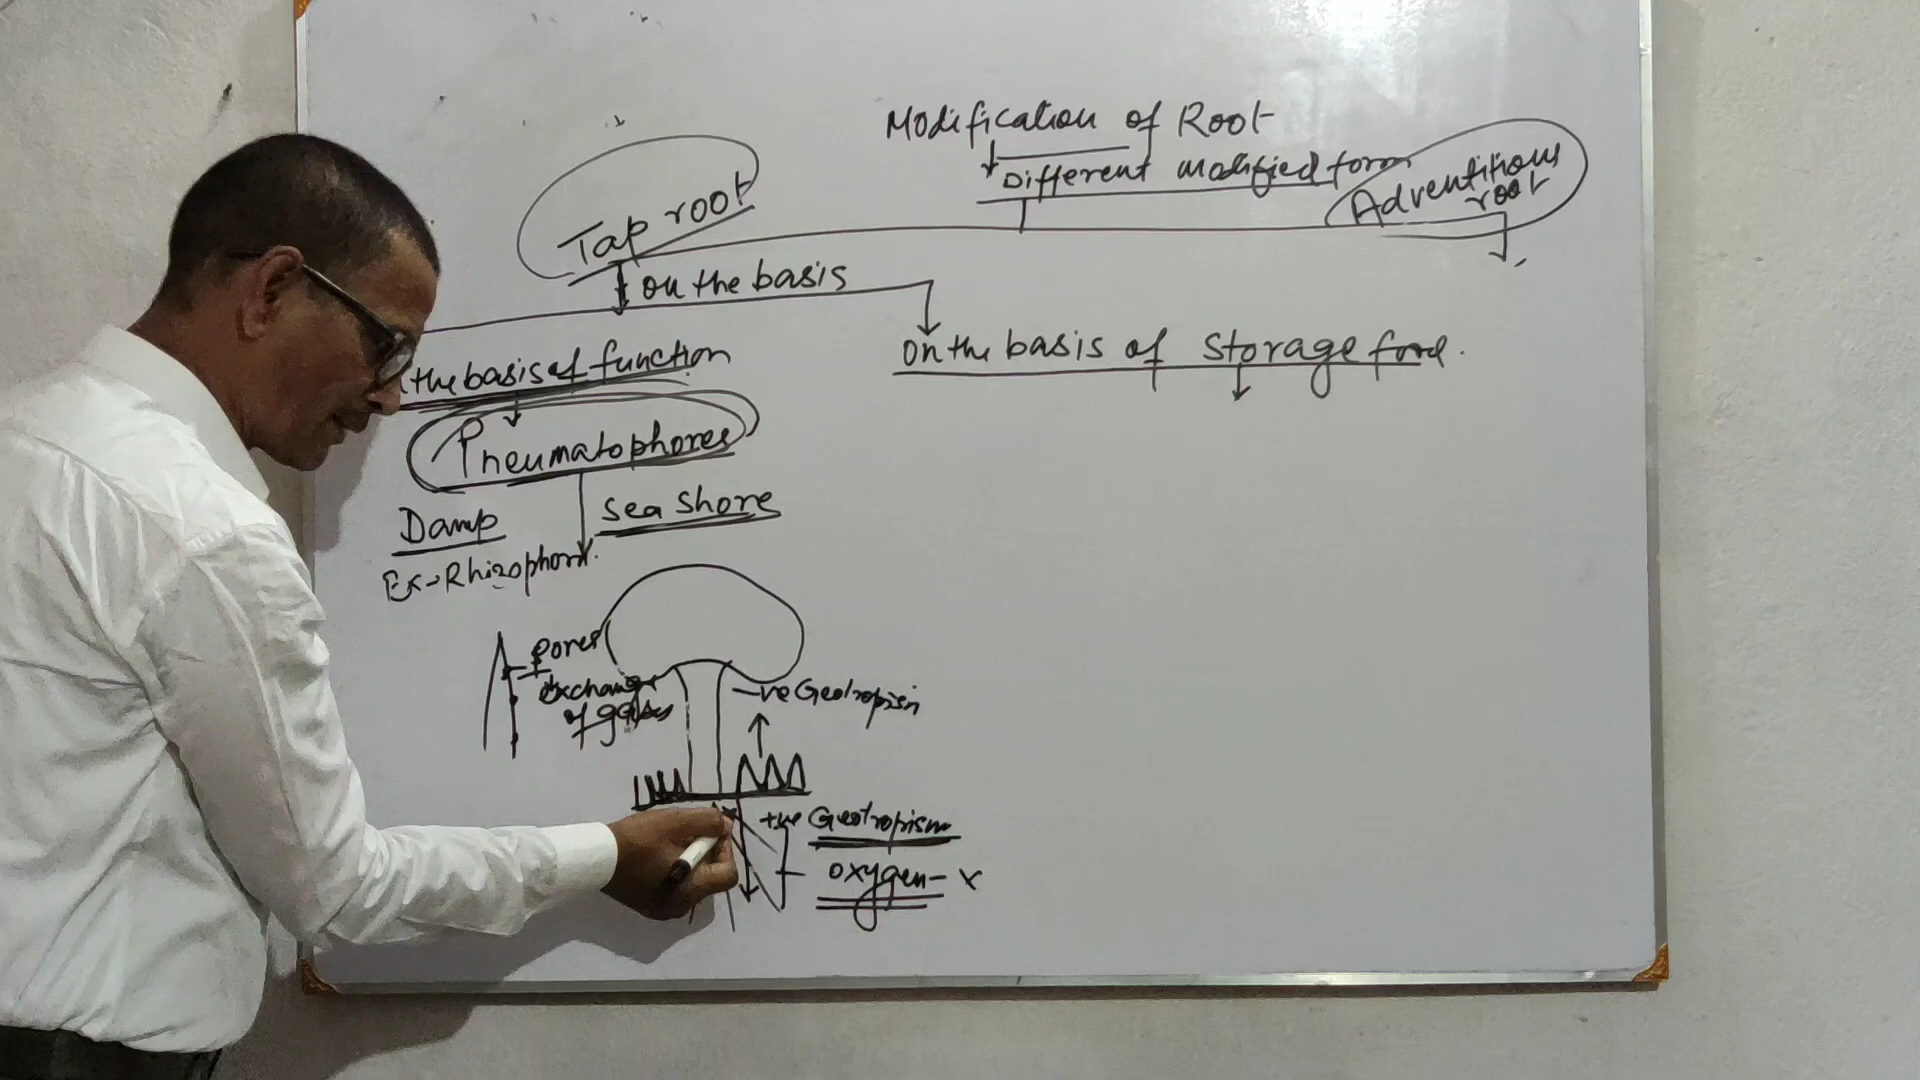 Modification of Root
Different modified form
Tap root
Adventitious
root
on the basis
the basis of function
on the basis of storage food.
Pneumatophores
Damp
Sea Shore
Ex→Rhizophora.
Pores
Exchange
of gases
-ve Geotropism
+ve Geotropism
oxygen- x